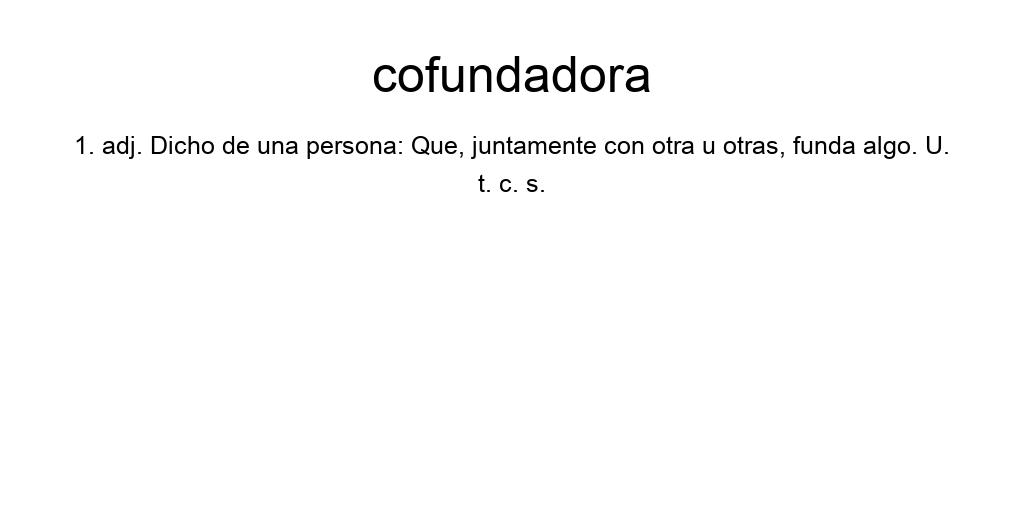 cofundadora
1. adj. Dicho de una persona: Que, juntamente con otra u otras, funda algo. U.
t. c. s.